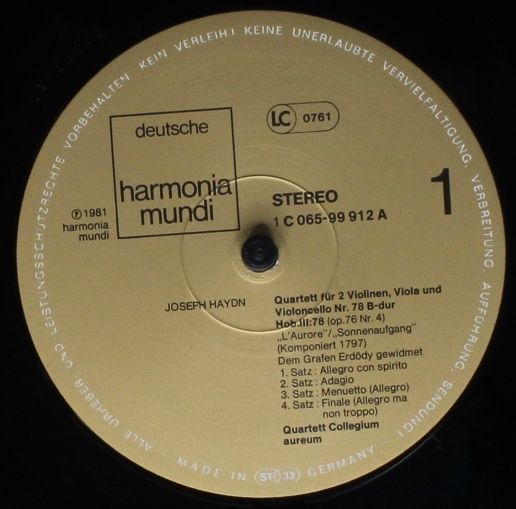 ALLE URHEBER UND LEISTUNGSSCHUTZRECHTE VORBEHALTEN KEIN VERLEIH! KEINE UNERLAUBTE VERVIELFÄLTIGUNG, VERBREITUNG, AUFFÜHRUNG, SENDUNG!
deutsche
harmonia
mundi
LC 0761
℗ 1981
harmonia
mundi
STEREO
1 C 065-99 912 A
1
JOSEPH HAYDN
Quartett für 2 Violinen, Viola und
Violoncello Nr. 78 B-dur
Hob.III:78 (op.76 Nr. 4)
„L'Aurore"/„Sonnenaufgang"
(Komponiert 1797)
Dem Grafen Erdödy gewidmet
1. Satz: Allegro con spirito
2. Satz: Adagio
3. Satz: Menuetto (Allegro)
4. Satz: Finale (Allegro ma
non troppo)
Quartett Collegium
aureum
· MADE IN ST 33 GERMANY ·